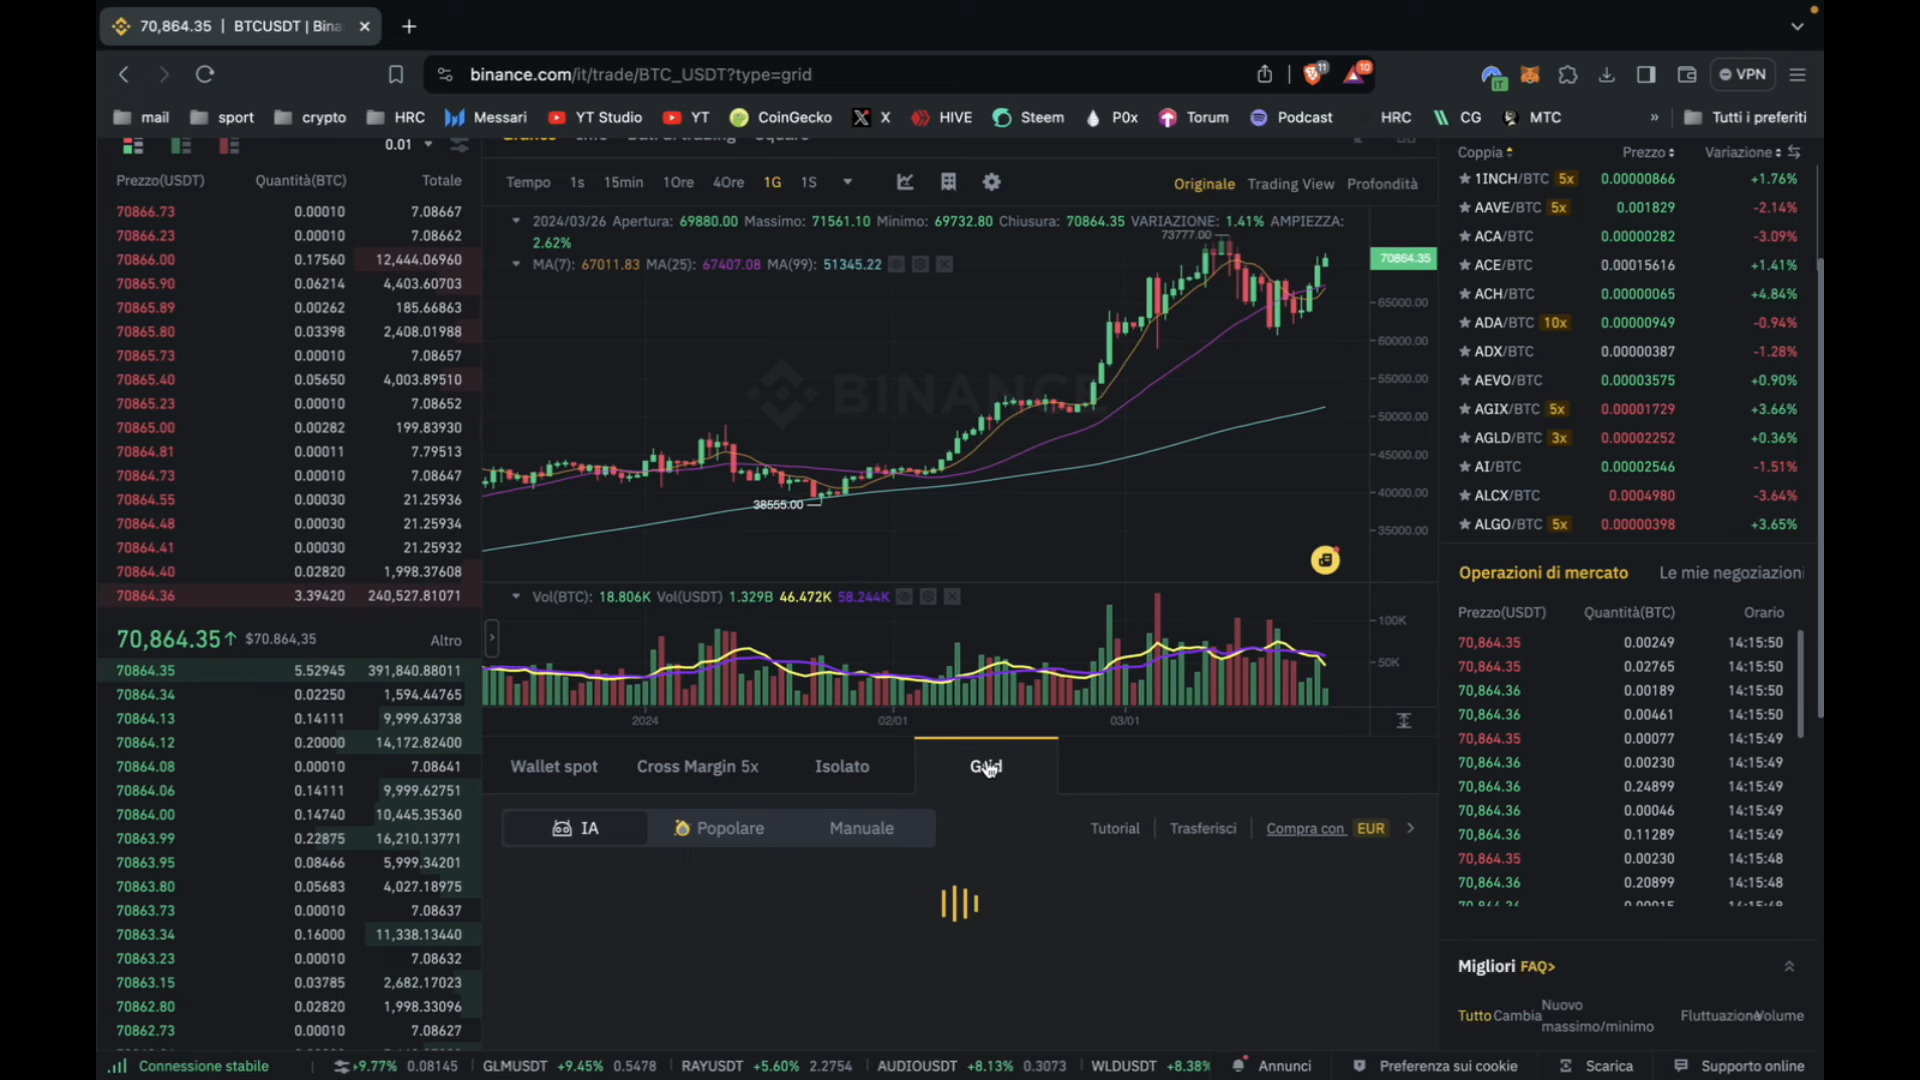 70,864.35 | BTCUSDT | Bina
binance.com/it/trade/BTC_USDT?type=grid
11
10
IT
VPN
mail sport crypto HRC Messari YT Studio YT CoinGecko X HIVE Steem P0x Torum Podcast HRC CG MTC » Tutti i preferiti
0.01
Prezzo(USDT) Quantità(BTC) Totale
70866.73 0.00010 7.08667
70866.23 0.00010 7.08662
70866.00 0.17560 12,444.06960
70865.90 0.06214 4,403.60703
70865.89 0.00262 185.66863
70865.80 0.03398 2,408.01988
70865.73 0.00010 7.08657
70865.40 0.05650 4,003.89510
70865.23 0.00010 7.08652
70865.00 0.00282 199.83930
70864.81 0.00011 7.79513
70864.73 0.00010 7.08647
70864.55 0.00030 21.25936
70864.48 0.00030 21.25934
70864.41 0.00030 21.25932
70864.40 0.02820 1,998.37608
70864.36 3.39420 240,527.81071
70,864.35↑ $70.864,35 Altro
70864.35 5.52945 391,840.88011
70864.34 0.02250 1,594.44765
70864.13 0.14111 9,999.63738
70864.12 0.20000 14,172.82400
70864.08 0.00010 7.08641
70864.06 0.14111 9,999.62751
70864.00 0.14740 10,445.35360
70863.99 0.22875 16,210.13771
70863.95 0.08466 5,999.34201
70863.80 0.05683 4,027.18975
70863.73 0.00010 7.08637
70863.34 0.16000 11,338.13440
70863.23 0.00010 7.08632
70863.15 0.03785 2,682.17023
70862.80 0.02820 1,998.33096
70862.73 0.00010 7.08627
Tempo 1s 15min 1Ore 4Ore 1G 1S
Originale Trading View Profondità
2024/03/26 Apertura: 69880.00 Massimo: 71561.10 Minimo: 69732.80 Chiusura: 70864.35 VARIAZIONE: 1.41% AMPIEZZA:
2.62%
MA(7): 67011.83 MA(25): 67407.08 MA(99): 51345.22
73777.00
70864.35
65000.00
60000.00
55000.00
50000.00
45000.00
40000.00
35000.00
BINANCE
38555.00
Vol(BTC): 18.806K Vol(USDT) 1.329B 46.472K 58.244K
100K
50K
2024 02/01 03/01
Wallet spot Cross Margin 5x Isolato Grid
IA Popolare Manuale
Tutorial Trasferisci Compra con EUR
Coppia Prezzo Variazione
1INCH/BTC 5x 0.00000866 +1.76%
AAVE/BTC 5x 0.001829 -2.14%
ACA/BTC 0.00000282 -3.09%
ACE/BTC 0.00015616 +1.41%
ACH/BTC 0.00000065 +4.84%
ADA/BTC 10x 0.00000949 -0.94%
ADX/BTC 0.00000387 -1.28%
AEVO/BTC 0.00003575 +0.90%
AGIX/BTC 5x 0.00001729 +3.66%
AGLD/BTC 3x 0.00002252 +0.36%
AI/BTC 0.00002546 -1.51%
ALCX/BTC 0.0004980 -3.64%
ALGO/BTC 5x 0.00000398 +3.65%
Operazioni di mercato Le mie negoziazioni
Prezzo(USDT) Quantità(BTC) Orario
70,864.35 0.00249 14:15:50
70,864.35 0.02765 14:15:50
70,864.36 0.00189 14:15:50
70,864.36 0.00461 14:15:50
70,864.35 0.00077 14:15:49
70,864.36 0.00230 14:15:49
70,864.36 0.24899 14:15:49
70,864.36 0.00046 14:15:49
70,864.36 0.11289 14:15:49
70,864.35 0.00230 14:15:48
70,864.36 0.20899 14:15:48
Migliori FAQ>
Tutto Cambia Nuovo massimo/minimo Fluttuazione Volume
Connessione stabile
+9.77% 0.08145 GLMUSDT +9.45% 0.5478 RAYUSDT +5.60% 2.2754 AUDIOUSDT +8.13% 0.3073 WLDUSDT +8.38%
Annunci Preferenza sui cookie Scarica Supporto online